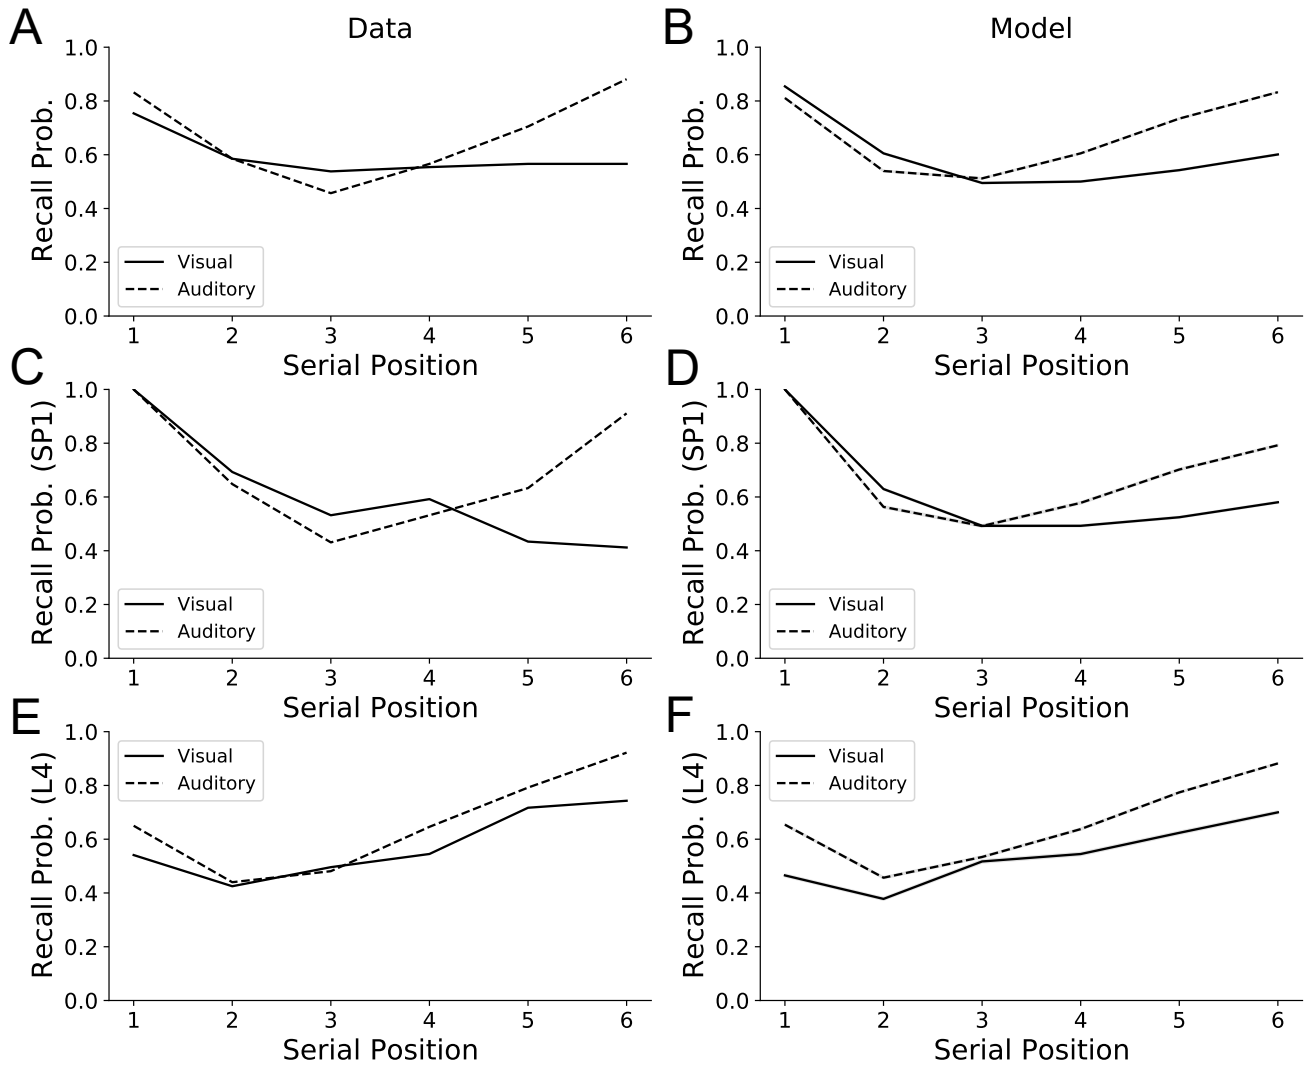 A
Data
B
Model
Recall Prob.
1.0
0.8
0.6
0.4
0.2
0.0
Visual
Auditory
1 2 3 4 5 6
Serial Position
Recall Prob.
1.0
0.8
0.6
0.4
0.2
0.0
Visual
Auditory
1 2 3 4 5 6
Serial Position
C
Recall Prob. (SP1)
1.0
0.8
0.6
0.4
0.2
0.0
Visual
Auditory
1 2 3 4 5 6
Serial Position
D
Recall Prob. (SP1)
1.0
0.8
0.6
0.4
0.2
0.0
Visual
Auditory
1 2 3 4 5 6
Serial Position
E
Recall Prob. (L4)
1.0
0.8
0.6
0.4
0.2
0.0
Visual
Auditory
1 2 3 4 5 6
Serial Position
F
Recall Prob. (L4)
1.0
0.8
0.6
0.4
0.2
0.0
Visual
Auditory
1 2 3 4 5 6
Serial Position